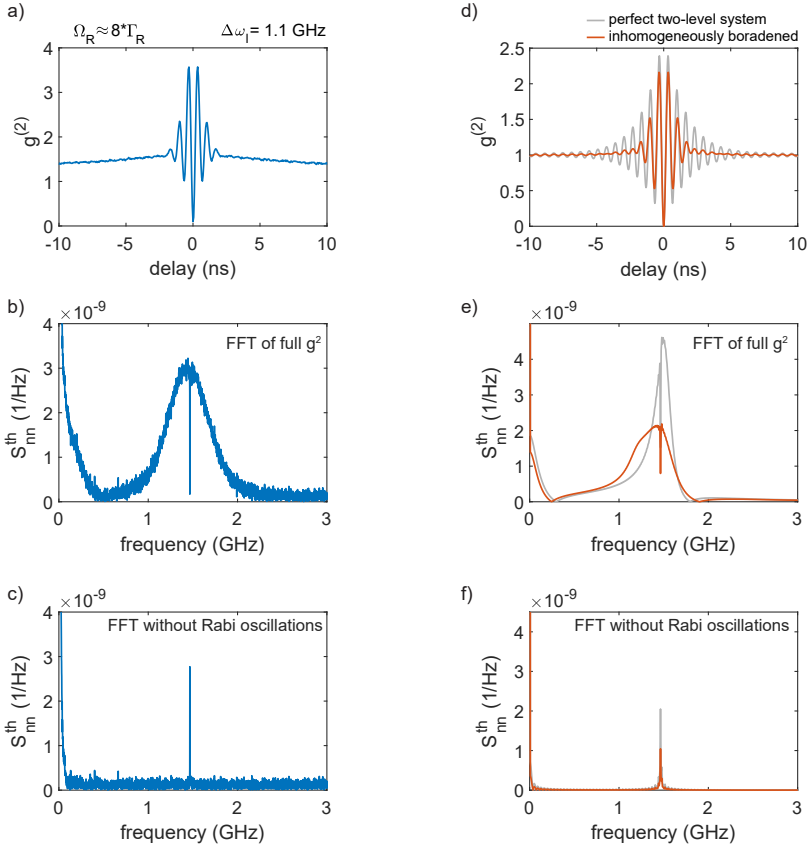 a)
Ω_R≈8*Γ_R    Δω_l = 1.1 GHz
4
3
2
1
0
g^(2)
-10 -5 0 5 10
delay (ns)
b)
×10^-9
4
3
2
1
0
S_nn^th (1/Hz)
FFT of full g²
0 1 2 3
frequency (GHz)
c)
×10^-9
4
3
2
1
0
S_nn^th (1/Hz)
FFT without Rabi oscillations
0 1 2 3
frequency (GHz)
d)
perfect two-level system
inhomogeneously boradened
2.5
2
1.5
1
0.5
0
g^(2)
-10 -5 0 5 10
delay (ns)
e)
×10^-9
4
3
2
1
0
S_nn^th (1/Hz)
FFT of full g²
0 1 2 3
frequency (GHz)
f)
×10^-9
4
3
2
1
0
S_nn^th (1/Hz)
FFT without Rabi oscillations
0 1 2 3
frequency (GHz)